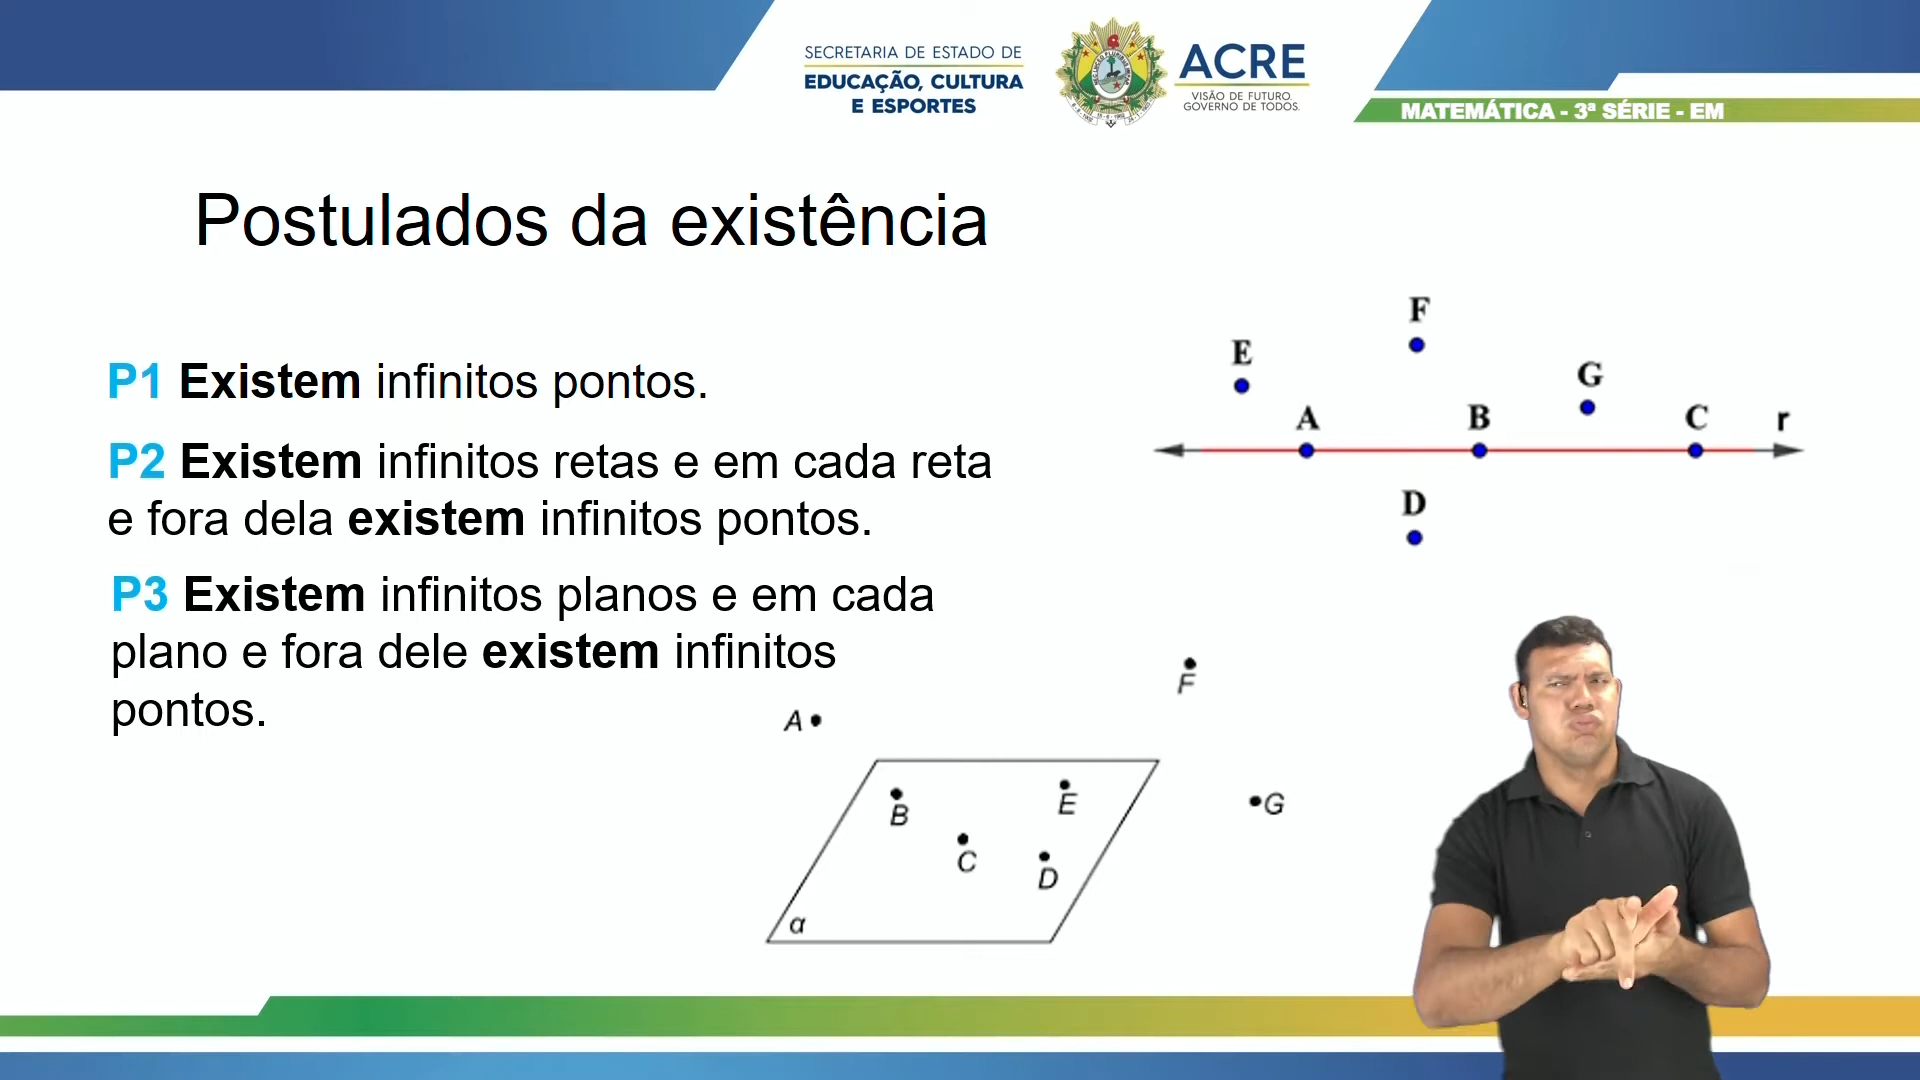 SECRETARIA DE ESTADO DE
EDUCAÇÃO, CULTURA
E ESPORTES
ACRE
VISÃO DE FUTURO.
GOVERNO DE TODOS.
MATEMÁTICA - 3ª SÉRIE - EM
Postulados da existência
P1 Existem infinitos pontos.
P2 Existem infinitos retas e em cada reta
e fora dela existem infinitos pontos.
P3 Existem infinitos planos e em cada
plano e fora dele existem infinitos
pontos.
F
E
G
A B C r
D
F
A
B E
G
C
D
α